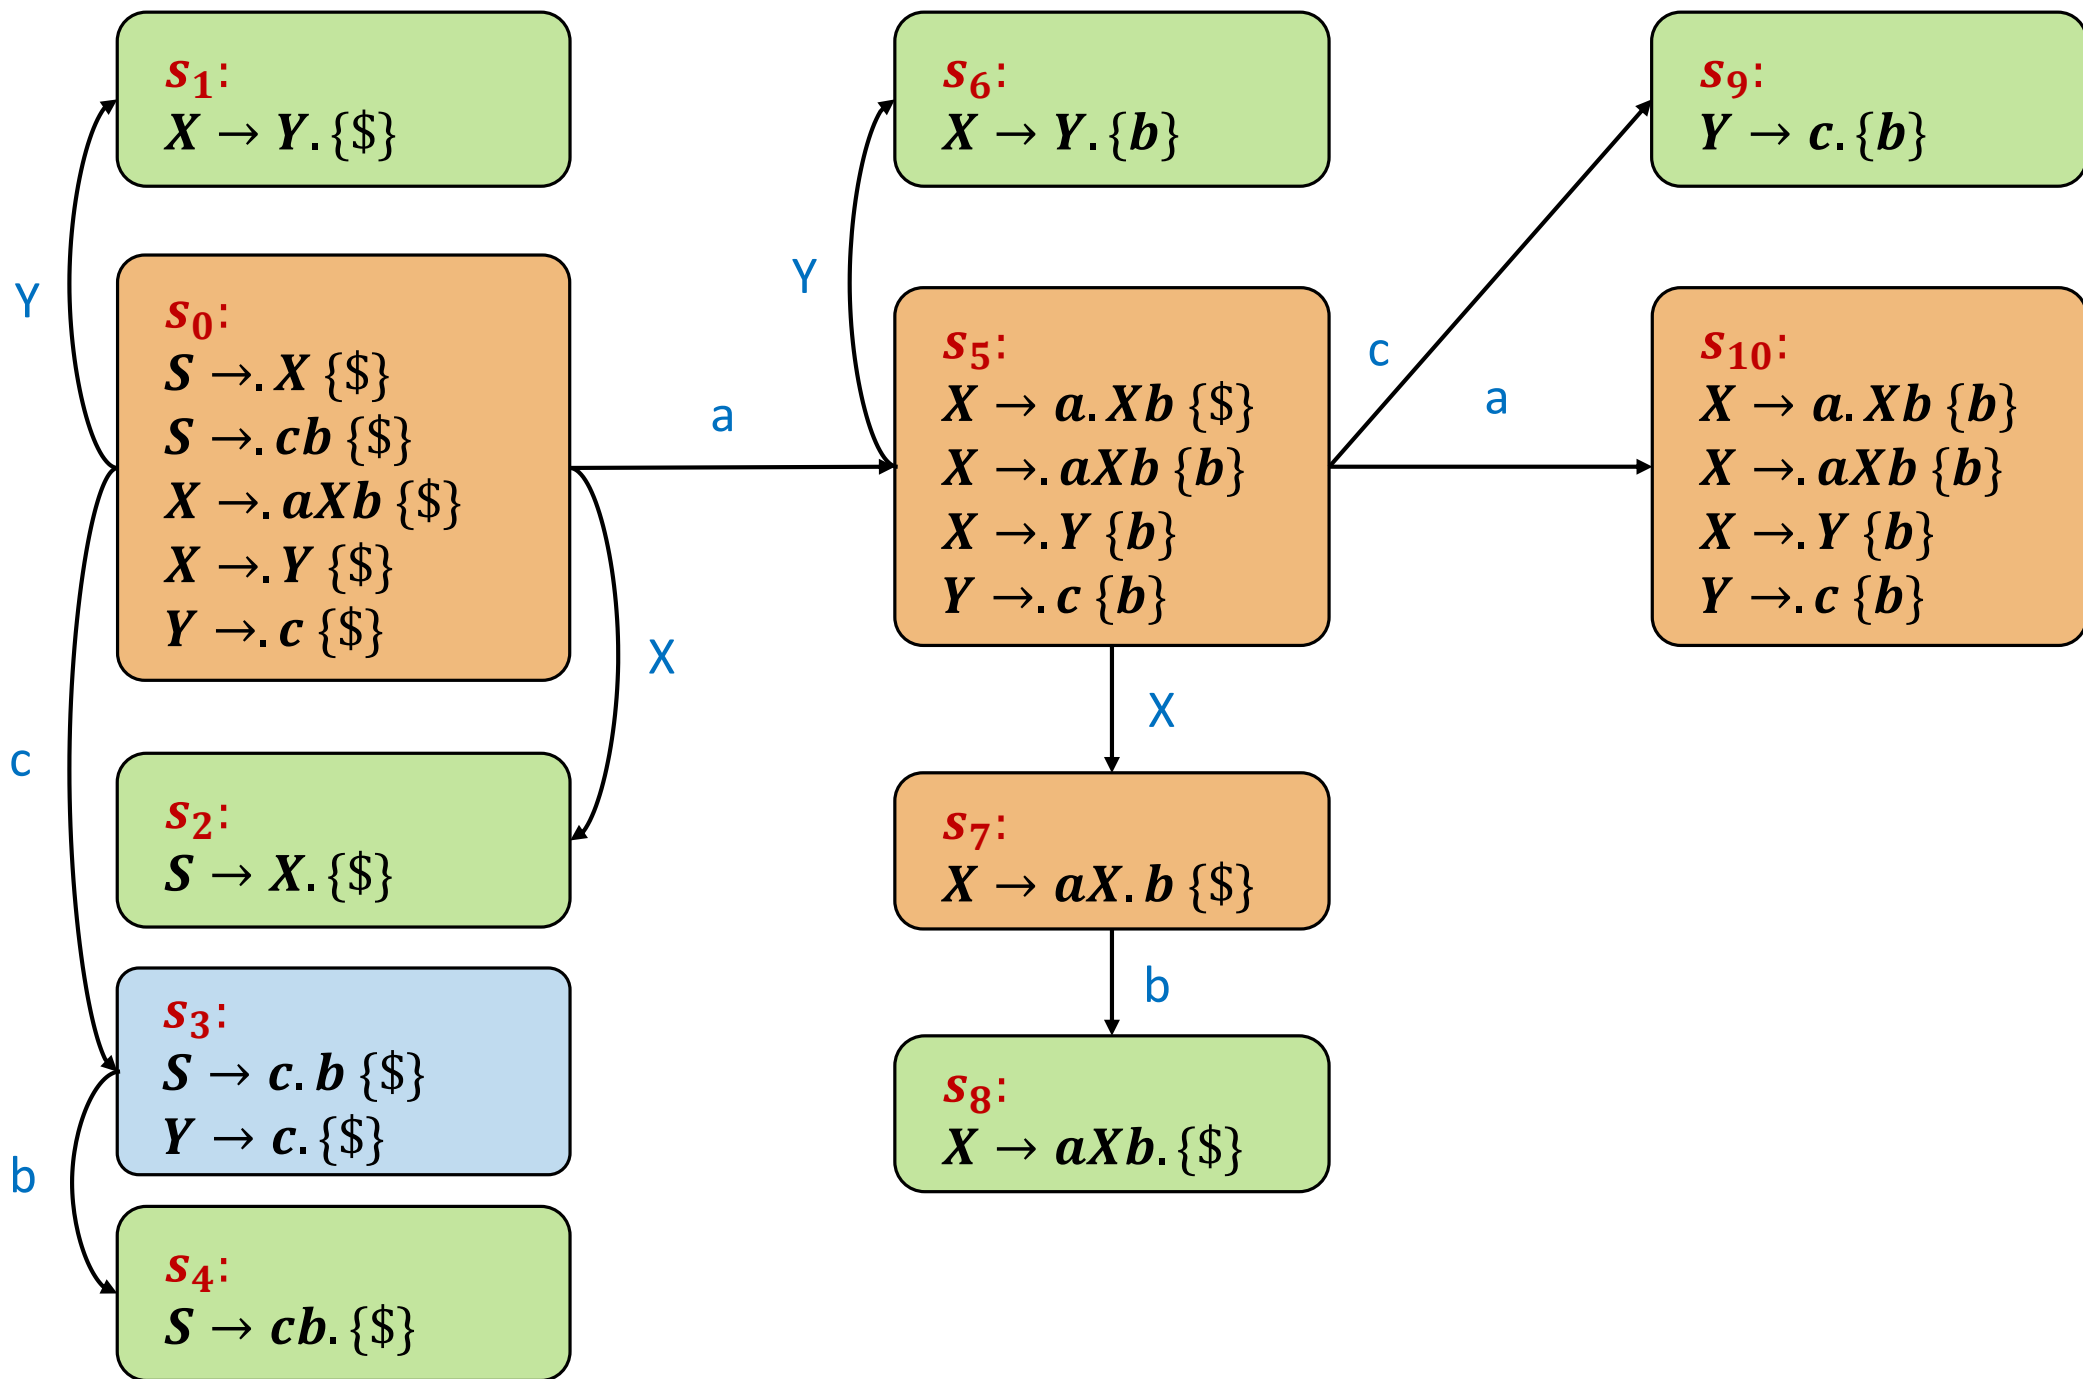 s₁:
X → Y. {$}
Y
s₀:
S →. X {$}
S →. cb {$}
X →. aXb {$}
X →. Y {$}
Y →. c {$}
a
X
c
s₂:
S → X. {$}
s₃:
S → c. b {$}
Y → c. {$}
b
s₄:
S → cb. {$}
s₆:
X → Y. {b}
Y
s₅:
X → a. Xb {$}
X →. aXb {b}
X →. Y {b}
Y →. c {b}
c
a
X
s₇:
X → aX. b {$}
b
s₈:
X → aXb. {$}
s₉:
Y → c. {b}
s₁₀:
X → a. Xb {b}
X →. aXb {b}
X →. Y {b}
Y →. c {b}